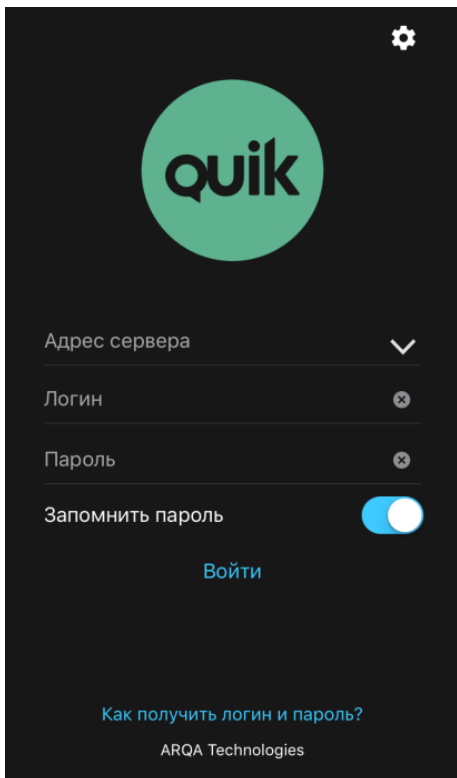 quik
Адрес сервера
Логин
Пароль
Запомнить пароль
Войти
Как получить логин и пароль?
ARQA Technologies